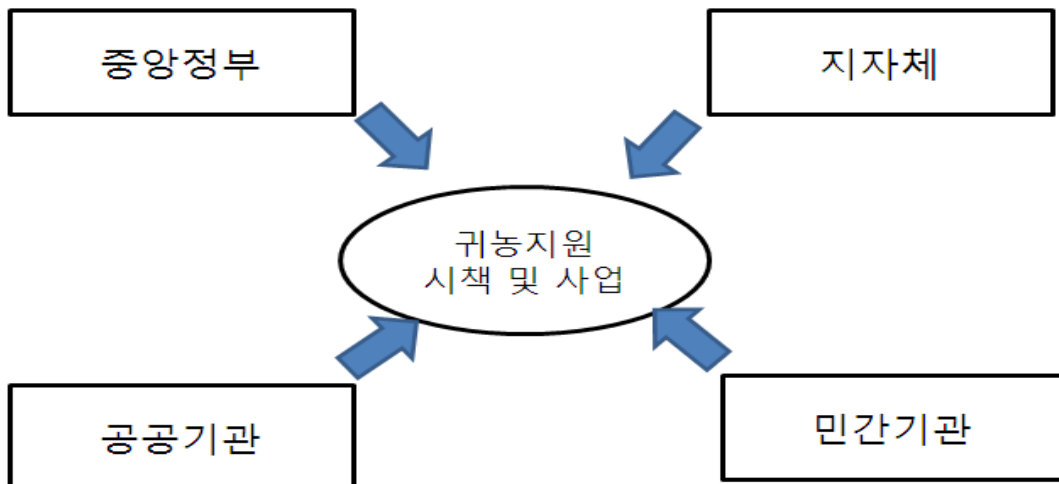 중앙정부
지자체
귀농지원
시책 및 사업
공공기관
민간기관